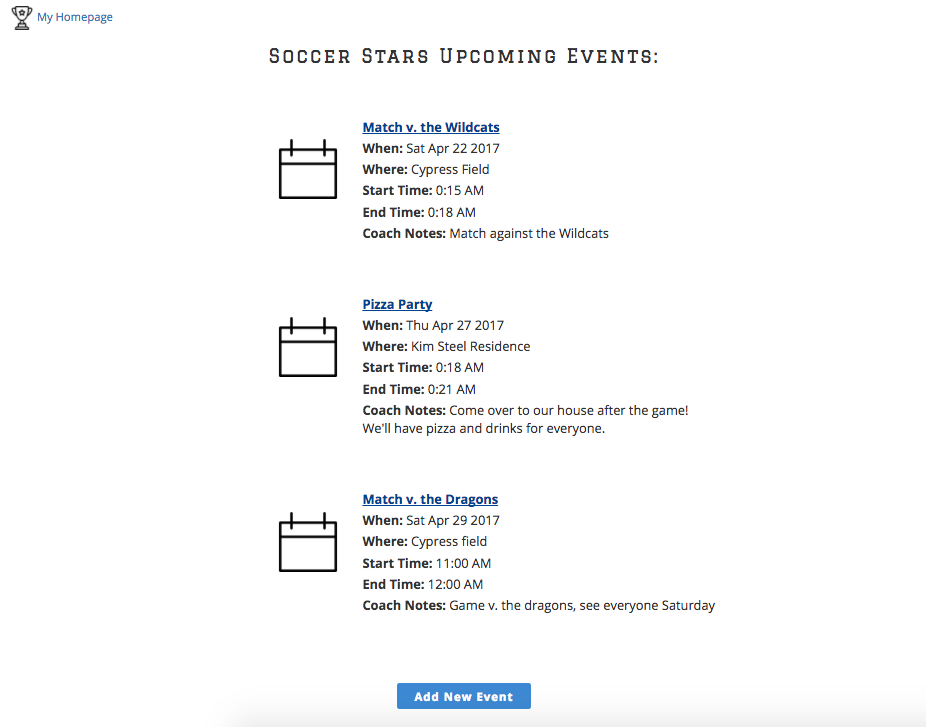 My Homepage
Soccer Stars Upcoming Events:
Match v. the Wildcats
When: Sat Apr 22 2017
Where: Cypress Field
Start Time: 0:15 AM
End Time: 0:18 AM
Coach Notes: Match against the Wildcats
Pizza Party
When: Thu Apr 27 2017
Where: Kim Steel Residence
Start Time: 0:18 AM
End Time: 0:21 AM
Coach Notes: Come over to our house after the game!
We'll have pizza and drinks for everyone.
Match v. the Dragons
When: Sat Apr 29 2017
Where: Cypress field
Start Time: 11:00 AM
End Time: 12:00 AM
Coach Notes: Game v. the dragons, see everyone Saturday
Add New Event